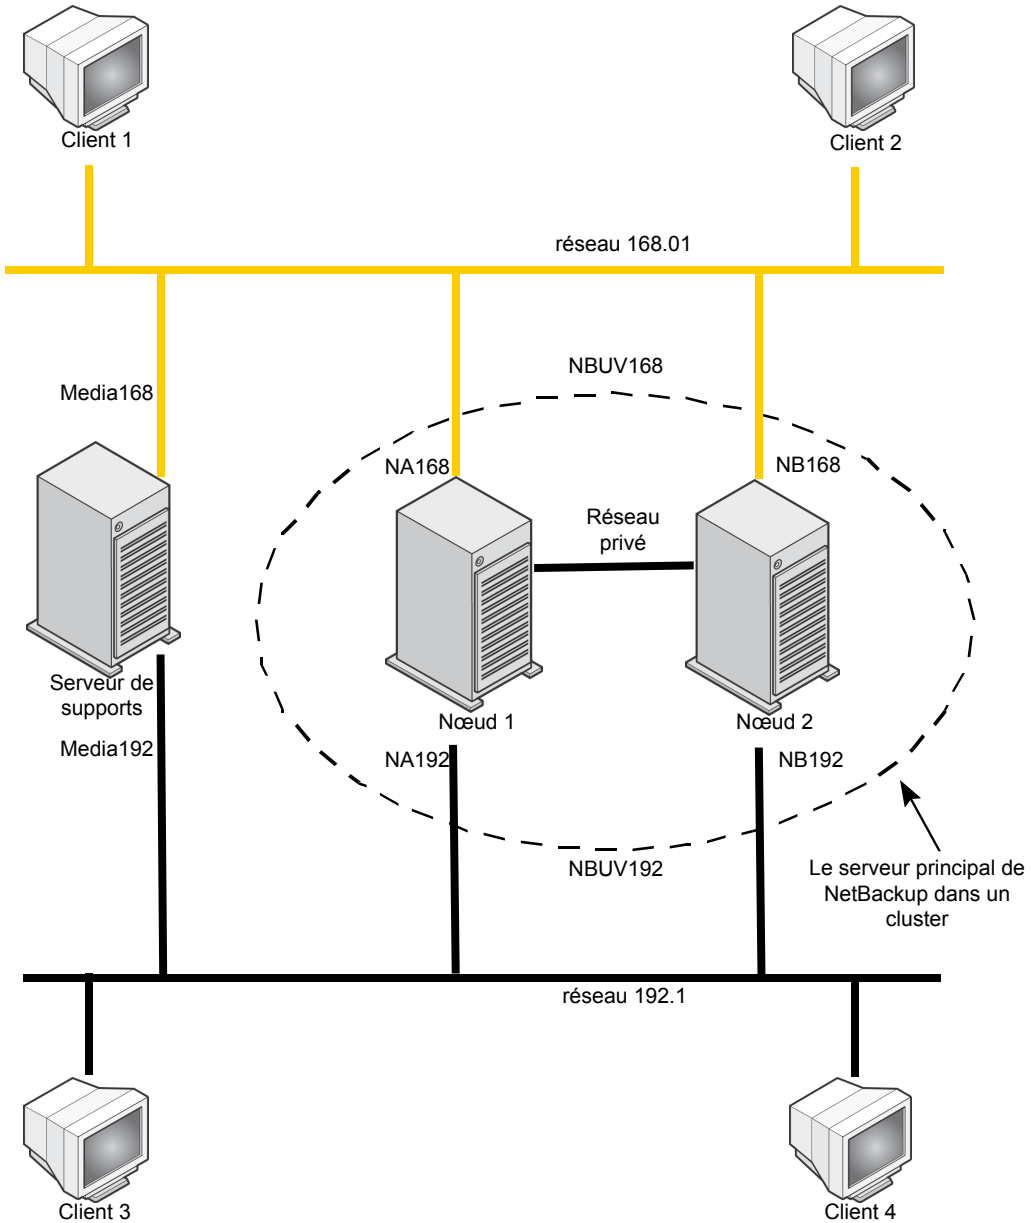 Client 1
Client 2
réseau 168.01
NBUV168
Media168
NA168
NB168
Réseau
privé
Serveur de
supports
Nœud 1
Nœud 2
Media192
NA192
NB192
NBUV192
Le serveur principal de
NetBackup dans un
cluster
réseau 192.1
Client 3
Client 4